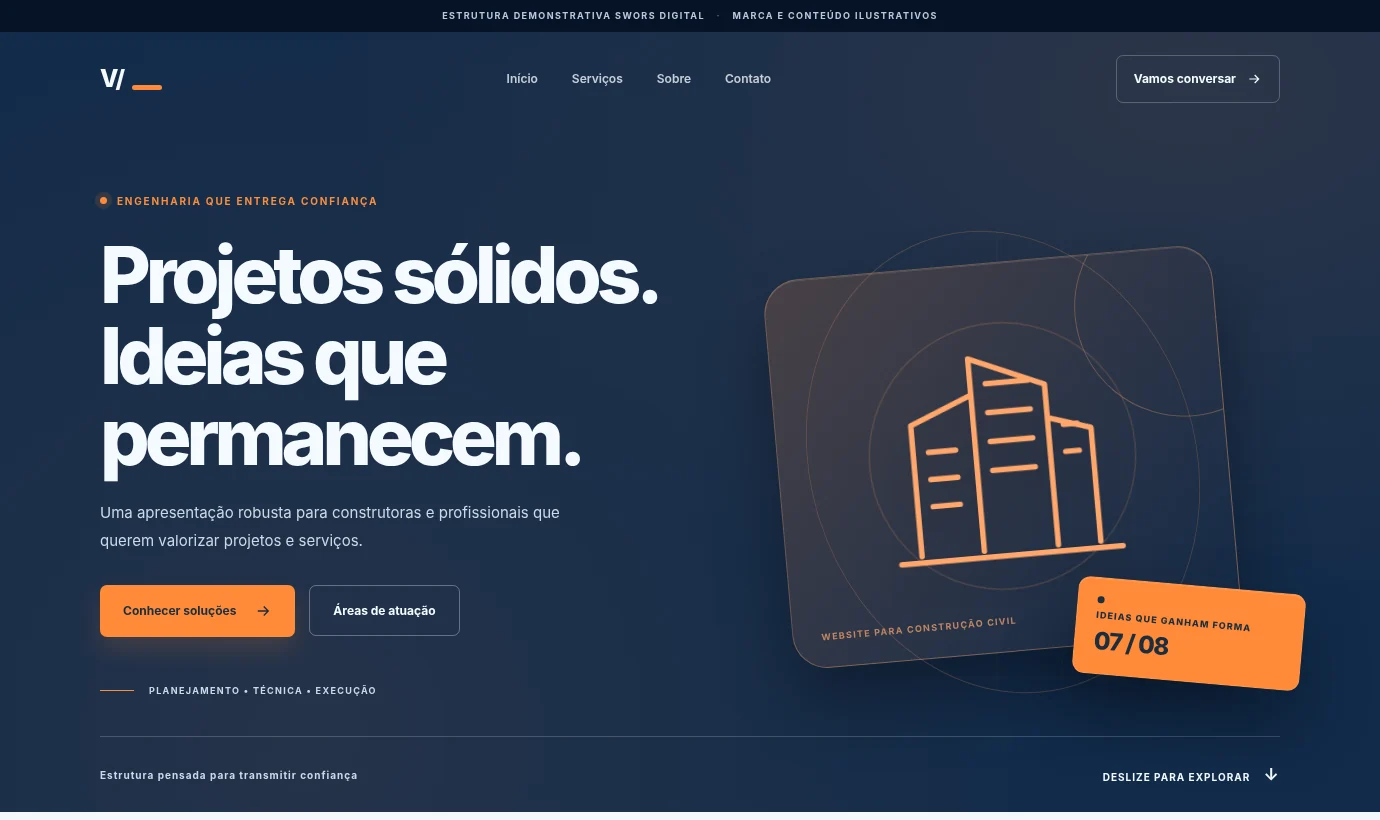 ESTRUTURA DEMONSTRATIVA SWORS DIGITAL · MARCA E CONTEÚDO ILUSTRATIVOS
V/
Início Serviços Sobre Contato
Vamos conversar →
ENGENHARIA QUE ENTREGA CONFIANÇA
Projetos sólidos.
Ideias que
permanecem.
Uma apresentação robusta para construtoras e profissionais que
querem valorizar projetos e serviços.
Conhecer soluções →
Áreas de atuação
PLANEJAMENTO • TÉCNICA • EXECUÇÃO
WEBSITE PARA CONSTRUÇÃO CIVIL
IDEIAS QUE GANHAM FORMA
07 / 08
Estrutura pensada para transmitir confiança
DESLIZE PARA EXPLORAR ↓